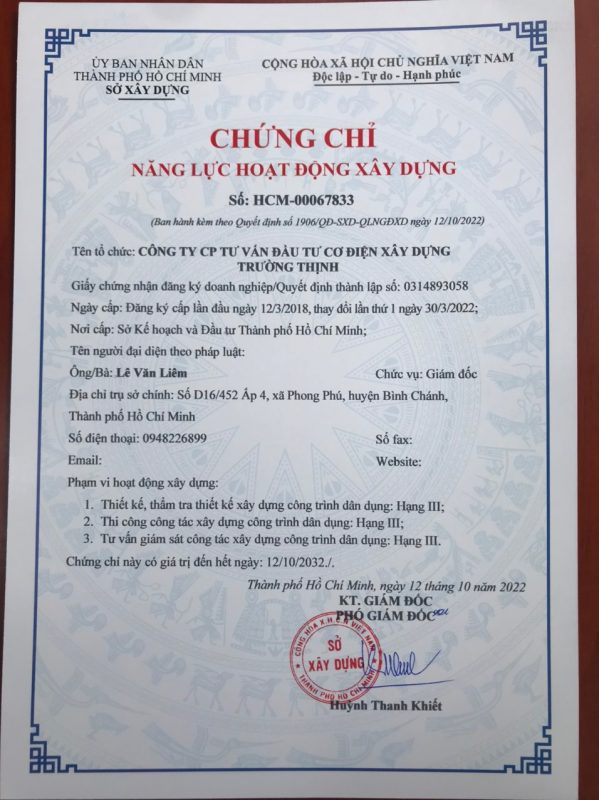 ỦY BAN NHÂN DÂN
THÀNH PHỐ HỒ CHÍ MINH
SỞ XÂY DỰNG
CỘNG HÒA XÃ HỘI CHỦ NGHĨA VIỆT NAM
Độc lập - Tự do - Hạnh phúc
CHỨNG CHỈ
NĂNG LỰC HOẠT ĐỘNG XÂY DỰNG
Số: HCM-00067833
(Ban hành kèm theo Quyết định số 1906/QĐ-SXD-QLNGĐXD ngày 12/10/2022)
Tên tổ chức: CÔNG TY CP TƯ VẤN ĐẦU TƯ CƠ ĐIỆN XÂY DỰNG
TRƯỜNG THỊNH
Giấy chứng nhận đăng ký doanh nghiệp/Quyết định thành lập số: 0314893058
Ngày cấp: Đăng ký cấp lần đầu ngày 12/3/2018, thay đổi lần thứ 1 ngày 30/3/2022;
Nơi cấp: Sở Kế hoạch và Đầu tư Thành phố Hồ Chí Minh;
Tên người đại diện theo pháp luật:
Ông/Bà: Lê Văn Liêm Chức vụ: Giám đốc
Địa chỉ trụ sở chính: Số D16/452 Ấp 4, xã Phong Phú, huyện Bình Chánh,
Thành phố Hồ Chí Minh
Số điện thoại: 0948226899 Số fax:
Email: Website:
Phạm vi hoạt động xây dựng:
1. Thiết kế, thẩm tra thiết kế xây dựng công trình dân dụng: Hạng III;
2. Thi công công tác xây dựng công trình dân dụng: Hạng III;
3. Tư vấn giám sát công tác xây dựng công trình dân dụng: Hạng III.
Chứng chỉ này có giá trị đến hết ngày: 12/10/2032./.
Thành phố Hồ Chí Minh, ngày 12 tháng 10 năm 2022
KT. GIÁM ĐỐC
PHÓ GIÁM ĐỐC
CỘNG HÒA X.H.C.N VIỆT NAM
SỞ
XÂY DỰNG
THÀNH PHỐ HỒ CHÍ MINH
Huỳnh Thanh Khiết